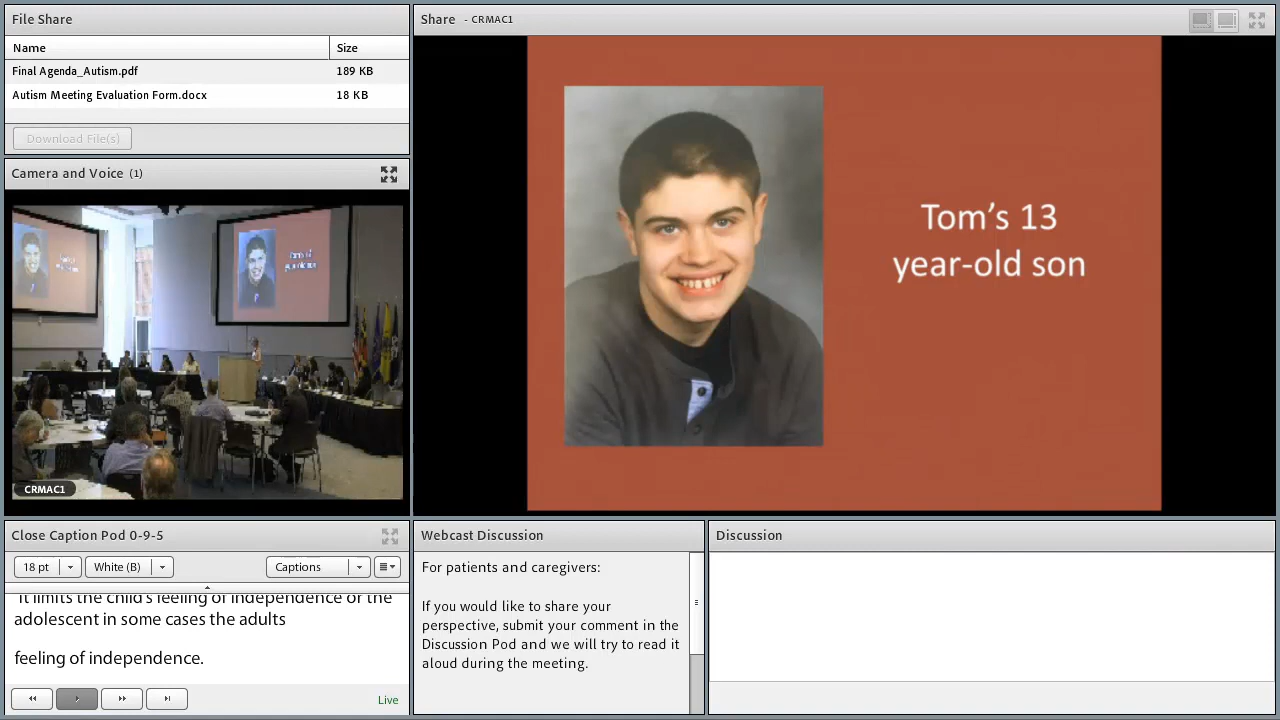 File Share
Name Size
Final Agenda_Autism.pdf 189 KB
Autism Meeting Evaluation Form.docx 18 KB
Download File(s)
Camera and Voice (1)
CRMAC1
Share - CRMAC1
Tom's 13
year-old son
Close Caption Pod 0-9-5
18 pt White (B) Captions
It limits the child's feeling of independence or the
adolescent in some cases the adults
feeling of independence.
Live
Webcast Discussion
For patients and caregivers:
If you would like to share your
perspective, submit your comment in the
Discussion Pod and we will try to read it
aloud during the meeting.
Discussion